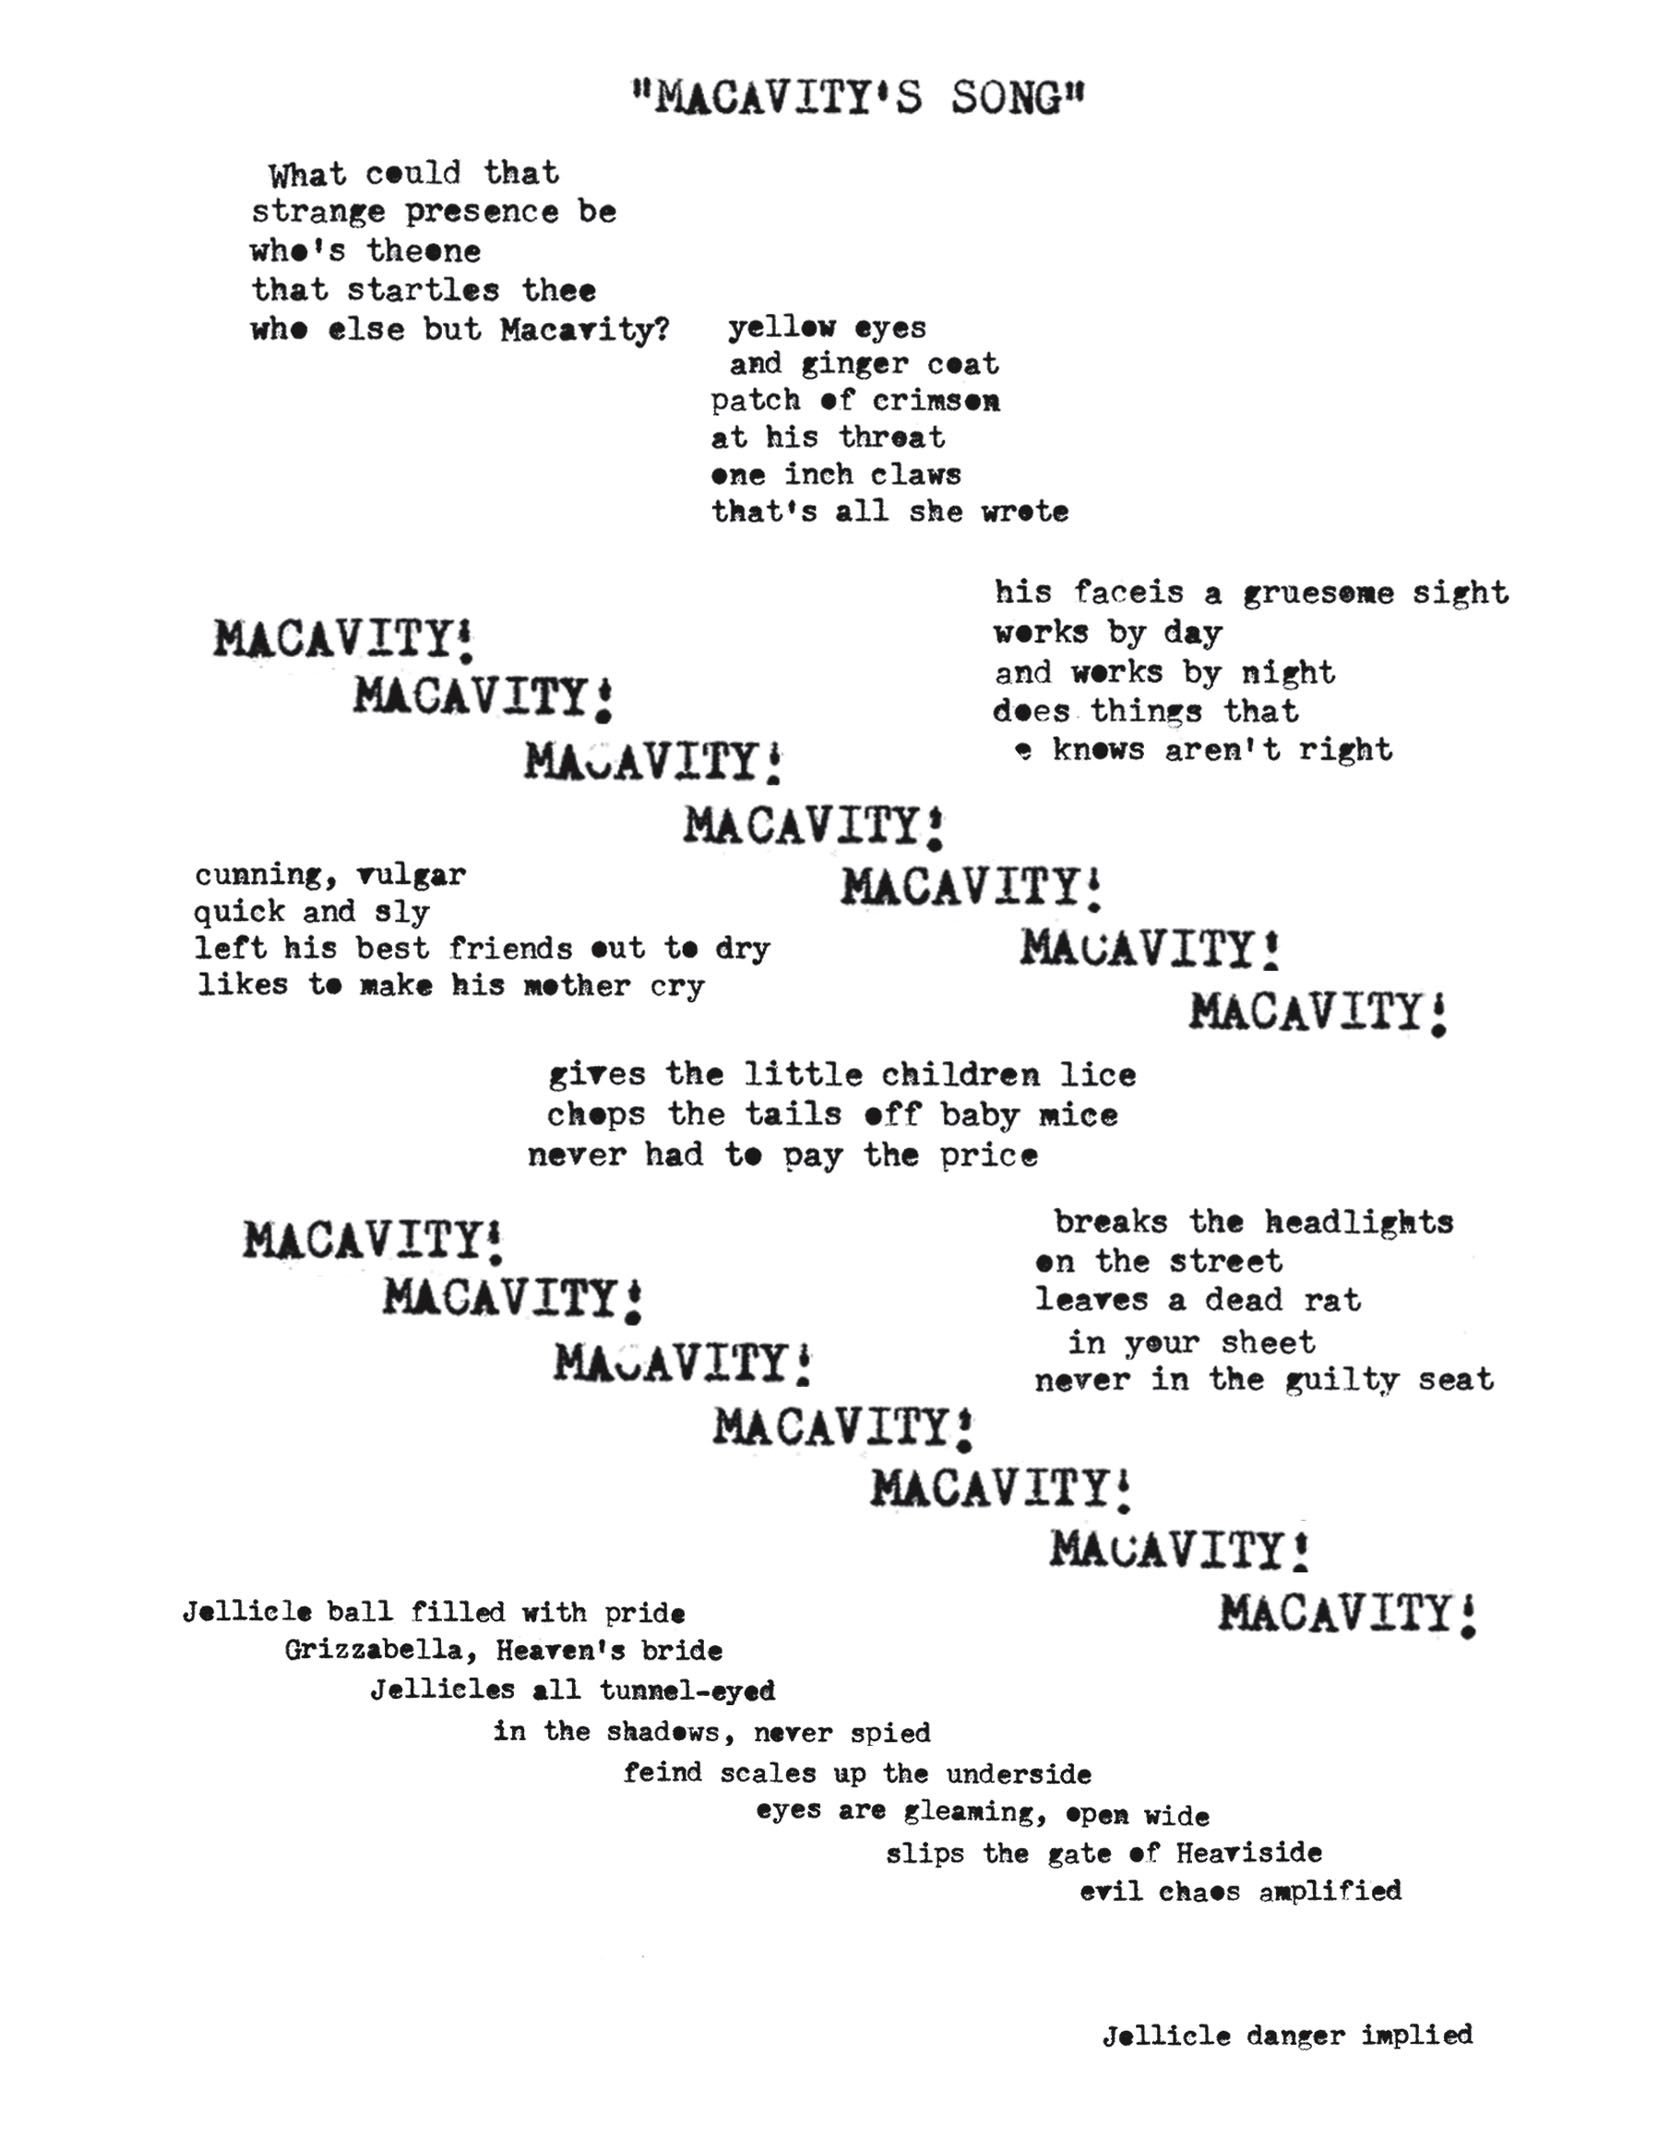 "MACAVITY'S SONG"
What could that
strange presence be
who's theone
that startles thee
who else but Macavity?
yellow eyes
and ginger coat
patch of crimson
at his throat
one inch claws
that's all she wrote
his faceis a gruesome sight
works by day
and works by night
does things that
e knows aren't right
MACAVITY!
MACAVITY!
MACAVITY!
MACAVITY!
MACAVITY!
MACAVITY!
MACAVITY!
cunning, vulgar
quick and sly
left his best friends out to dry
likes to make his mother cry
gives the little children lice
chops the tails off baby mice
never had to pay the price
breaks the headlights
on the street
leaves a dead rat
in your sheet
never in the guilty seat
MACAVITY!
MACAVITY!
MACAVITY!
MACAVITY!
MACAVITY!
MACAVITY!
MACAVITY!
Jellicle ball filled with pride
Grizzabella, Heaven's bride
Jellicles all tunnel-eyed
in the shadows, never spied
feind scales up the underside
eyes are gleaming, open wide
slips the gate of Heaviside
evil chaos amplified
Jellicle danger implied